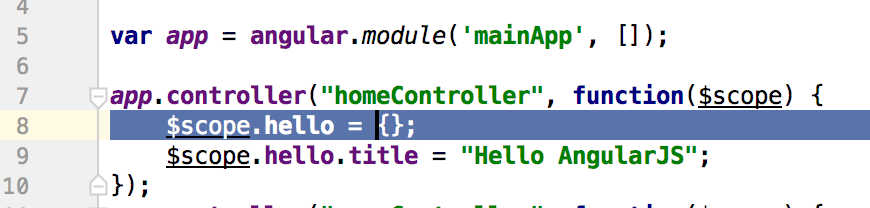 4
5 var app = angular.module('mainApp', []);
6
7 app.controller("homeController", function($scope) {
8 $scope.hello = {};
9 $scope.hello.title = "Hello AngularJS";
10 });